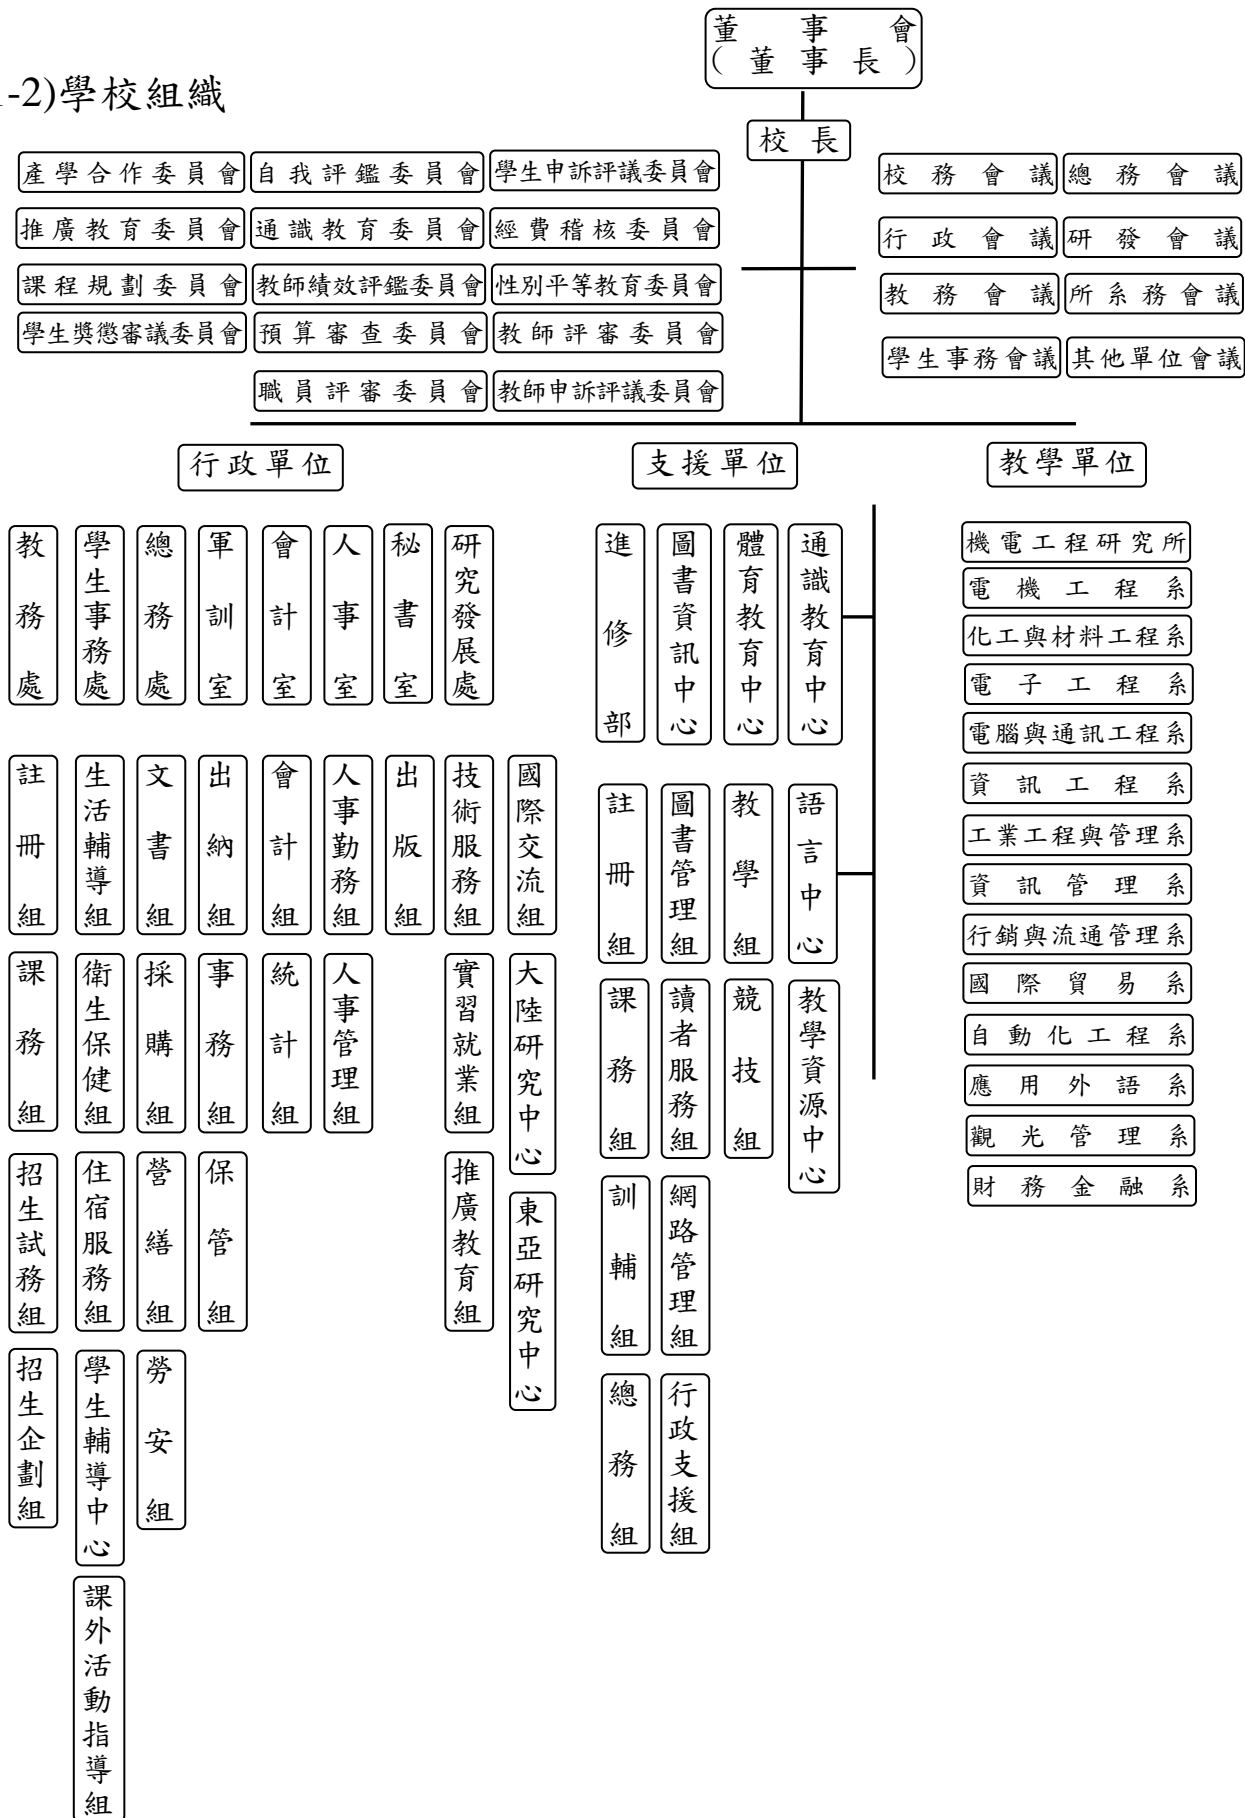 董事會
(董事長)
-2)學校組織
校長
產學合作委員會
自我評鑑委員會
學生申訴評議委員會
校務會議
總務會議
推廣教育委員會
通識教育委員會
經費稽核委員會
行政會議
研發會議
課程規劃委員會
教師績效評鑑委員會
性別平等教育委員會
教務會議
所系務會議
學生獎懲審議委員會
預算審查委員會
教師評審委員會
學生事務會議
其他單位會議
職員評審委員會
教師申訴評議委員會
行政單位
支援單位
教學單位
教務處
學生事務處
總務處
軍訓室
會計室
人事室
秘書室
研究發展處
進修部
圖書資訊中心
體育教育中心
通識教育中心
註冊組
生活輔導組
文書組
出納組
會計組
人事勤務組
出版組
技術服務組
國際交流組
註冊組
圖書管理組
教學組
語言中心
課務組
衛生保健組
採購組
事務組
統計組
人事管理組
實習就業組
大陸研究中心
課務組
讀者服務組
競技組
教學資源中心
招生試務組
住宿服務組
營繕組
保管組
推廣教育組
東亞研究中心
訓輔組
網路管理組
招生企劃組
學生輔導中心
勞安組
總務組
行政支援組
課外活動指導組
機電工程研究所
電機工程系
化工與材料工程系
電子工程系
電腦與通訊工程系
資訊工程系
工業工程與管理系
資訊管理系
行銷與流通管理系
國際貿易系
自動化工程系
應用外語系
觀光管理系
財務金融系